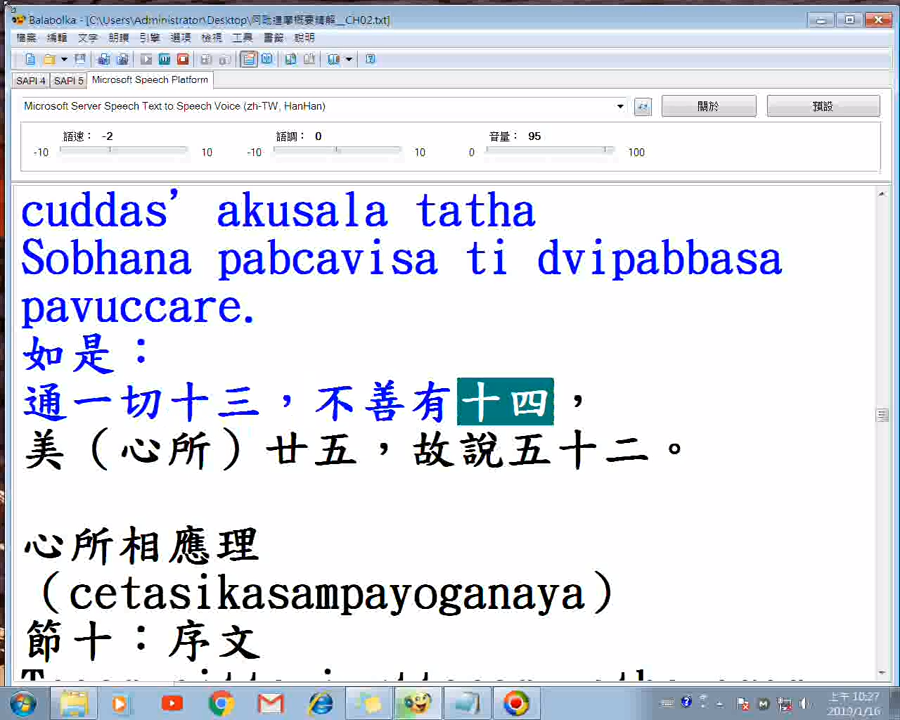 Balabolka - [C:\Users\Administrator\Desktop\阿毗達摩概要精解__CH02.txt]
檔案 編輯 文字 朗讀 引擎 選項 檢視 工具 書籤 說明
SAPI 4 SAPI 5 Microsoft Speech Platform
Microsoft Server Speech Text to Speech Voice (zh-TW, HanHan) 關於 預設
語速： -2 語調： 0 音量： 95
-10 10 -10 10 0 100
cuddas’ akusala tatha
Sobhana pabcavisa ti dvipabbasa
pavuccare.
如是：
通一切十三，不善有十四，
美（心所）廿五，故說五十二。
心所相應理
（cetasikasampayoganaya）
節十：序文
上午 10:27
2019/1/16